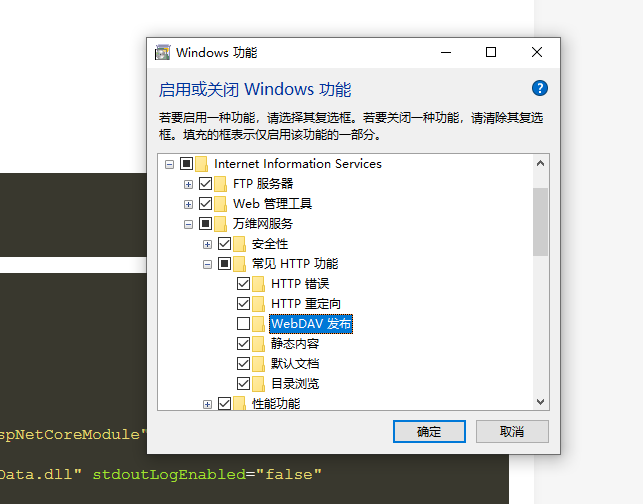 Windows 功能
启用或关闭 Windows 功能
若要启用一种功能，请选择其复选框。若要关闭一种功能，请清除其复选
框。填充的框表示仅启用该功能的一部分。
Internet Information Services
FTP 服务器
Web 管理工具
万维网服务
安全性
常见 HTTP 功能
HTTP 错误
HTTP 重定向
WebDAV 发布
静态内容
默认文档
目录浏览
性能功能
spNetCoreModule"
确定
取消
Data.dll" stdoutLogEnabled="false"